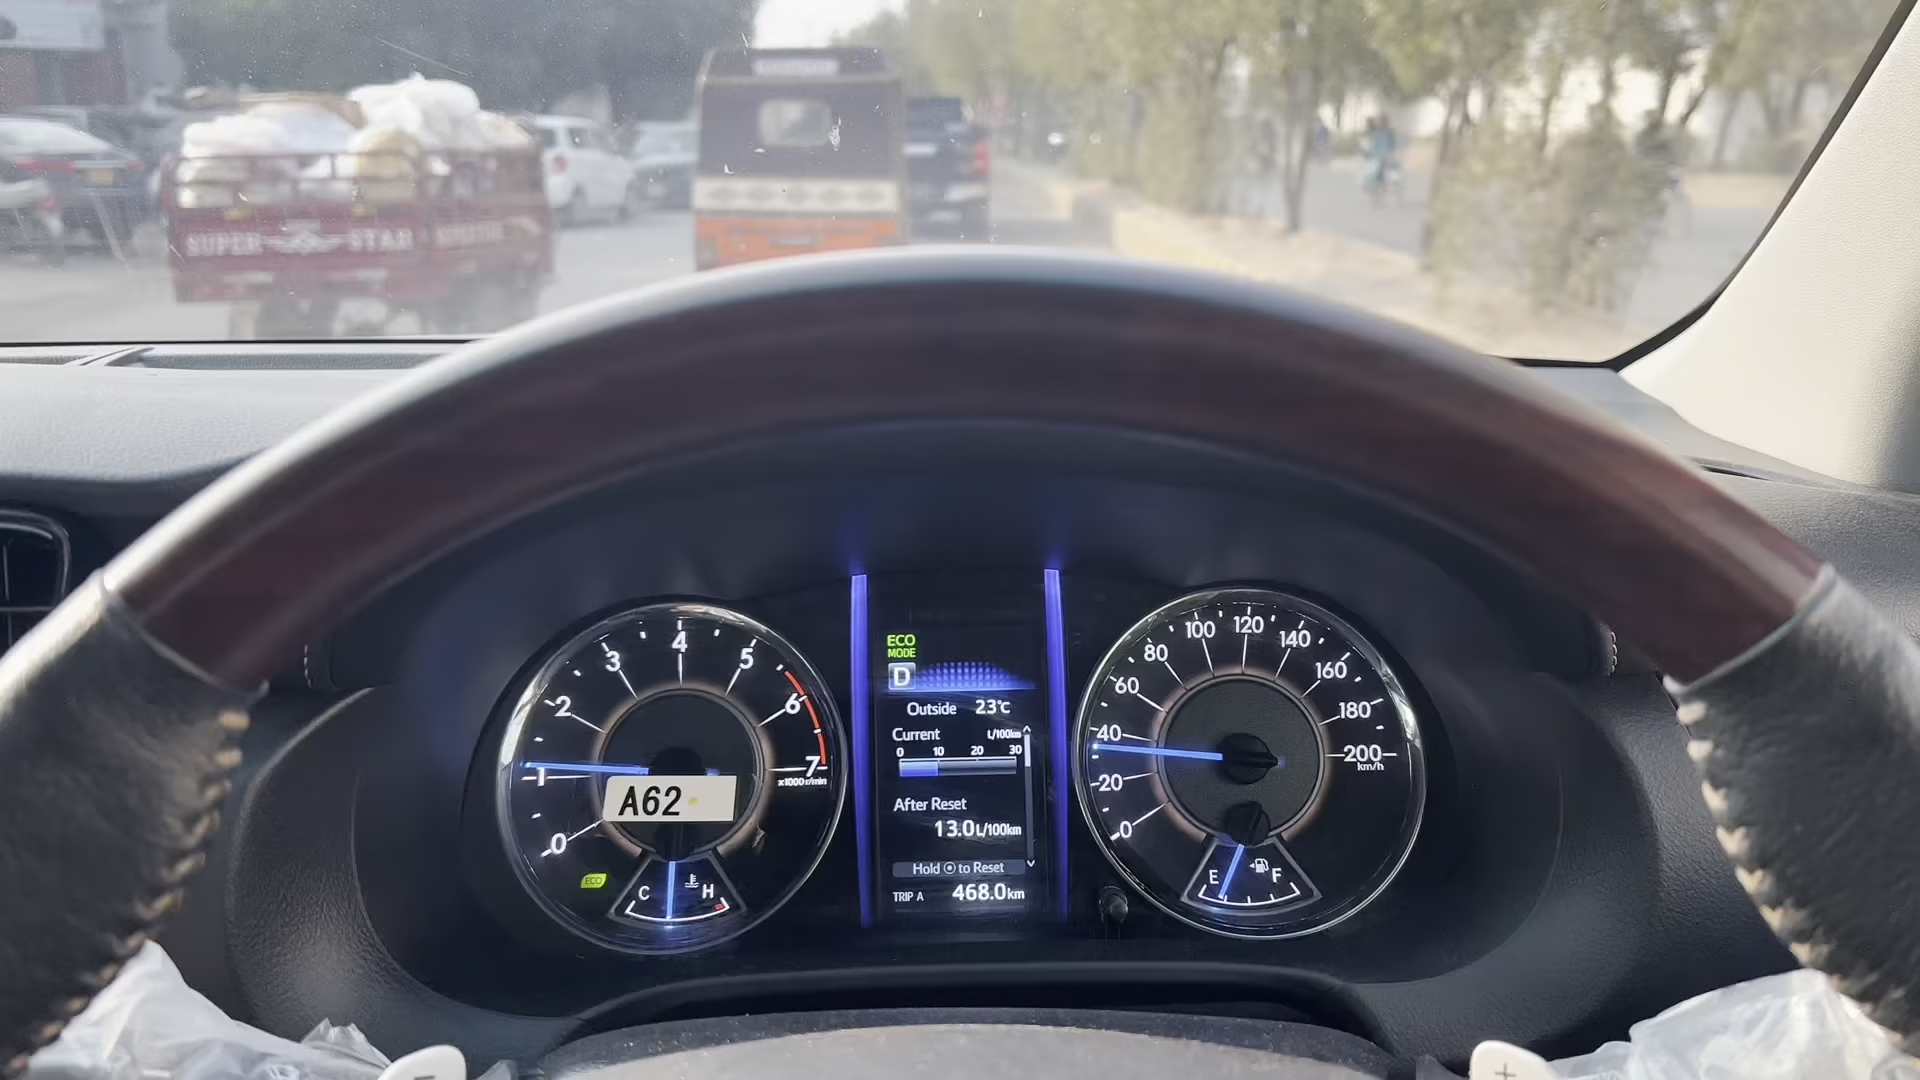 SUPER STAR
4
3
5
2
6
1
7
x1000r/min
0
A62
ECO
C
H
ECO
MODE
D
Outside 23℃
Current L/100km
0 10 20 30
After Reset
13.0L/100km
Hold to Reset
TRIP A 468.0km
100
120
140
80
160
60
180
40
200
km/h
20
0
E
F
+